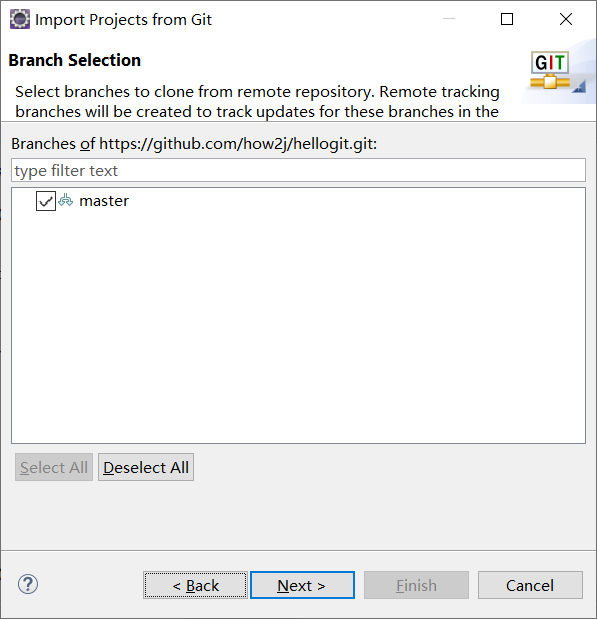 Import Projects from Git
Branch Selection
Select branches to clone from remote repository. Remote tracking
branches will be created to track updates for these branches in the
GIT
Branches of https://github.com/how2j/hellogit.git:
type filter text
master
Select All Deselect All
? < Back Next > Finish Cancel